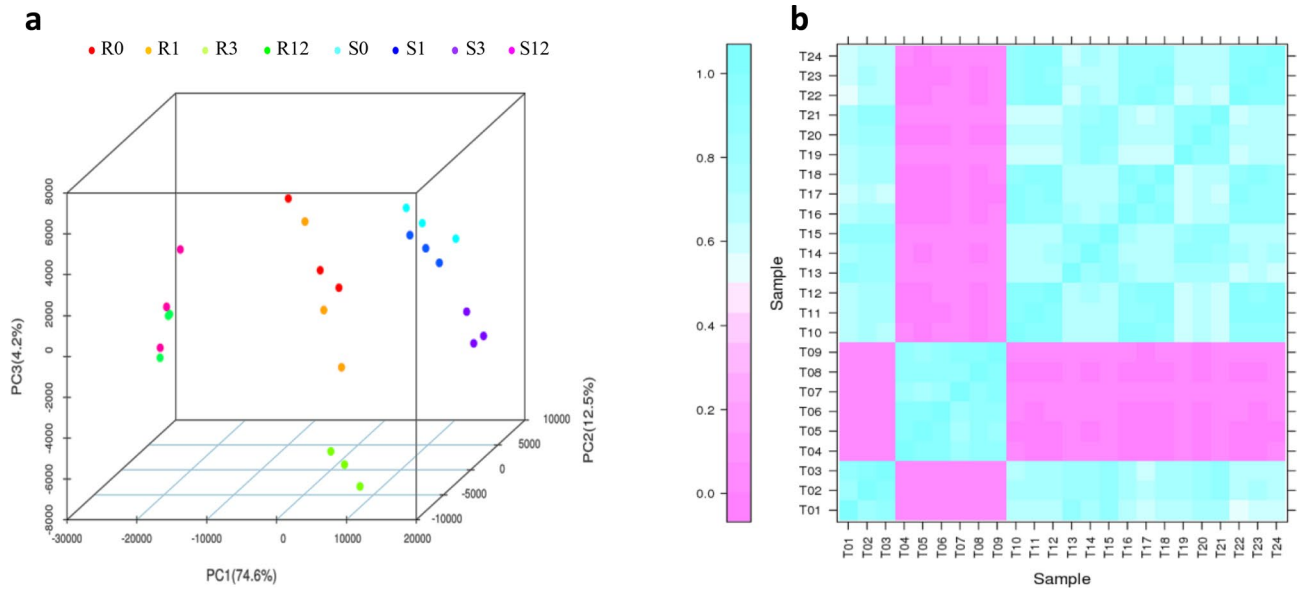 a
R0 R1 R3 R12 S0 S1 S3 S12
PC3(4.2%)
8000
6000
4000
2000
0
-2000
-4000
-6000
-8000
-30000 -20000 -10000 0 10000 20000
PC1(74.6%)
10000
5000
0
-5000
-10000
PC2(12.5%)
b
1.0
0.8
0.6
0.4
0.2
0.0
Sample
T24
T23
T22
T21
T20
T19
T18
T17
T16
T15
T14
T13
T12
T11
T10
T09
T08
T07
T06
T05
T04
T03
T02
T01
T01 T02 T03 T04 T05 T06 T07 T08 T09 T10 T11 T12 T13 T14 T15 T16 T17 T18 T19 T20 T21 T22 T23 T24
Sample